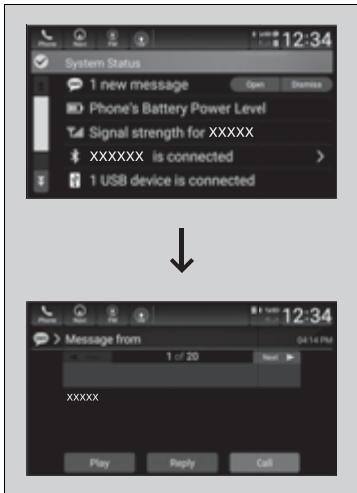 Phone
12:34
System Status
1 new message Open Dismiss
Phone's Battery Power Level
Signal strength for XXXXX
XXXXXX is connected
1 USB device is connected
Phone
12:34
Message from 04:14 PM
1 of 20 Next
XXXXX
Play Reply Call